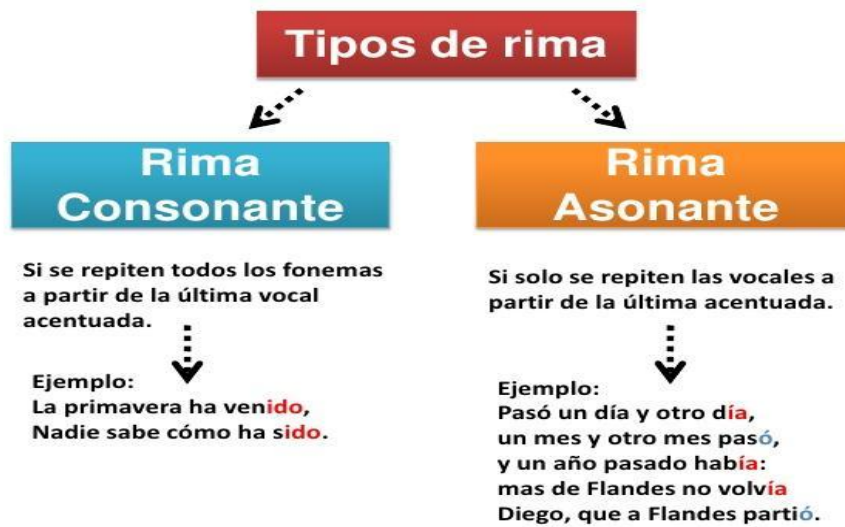 Tipos de rima
Rima
Consonante
Si se repiten todos los fonemas
a partir de la última vocal
acentuada.
Ejemplo:
La primavera ha venido,
Nadie sabe cómo ha sido.
Rima
Asonante
Si solo se repiten las vocales a
partir de la última acentuada.
Ejemplo:
Pasó un día y otro día,
un mes y otro mes pasó,
y un año pasado había:
mas de Flandes no volvía
Diego, que a Flandes partió.